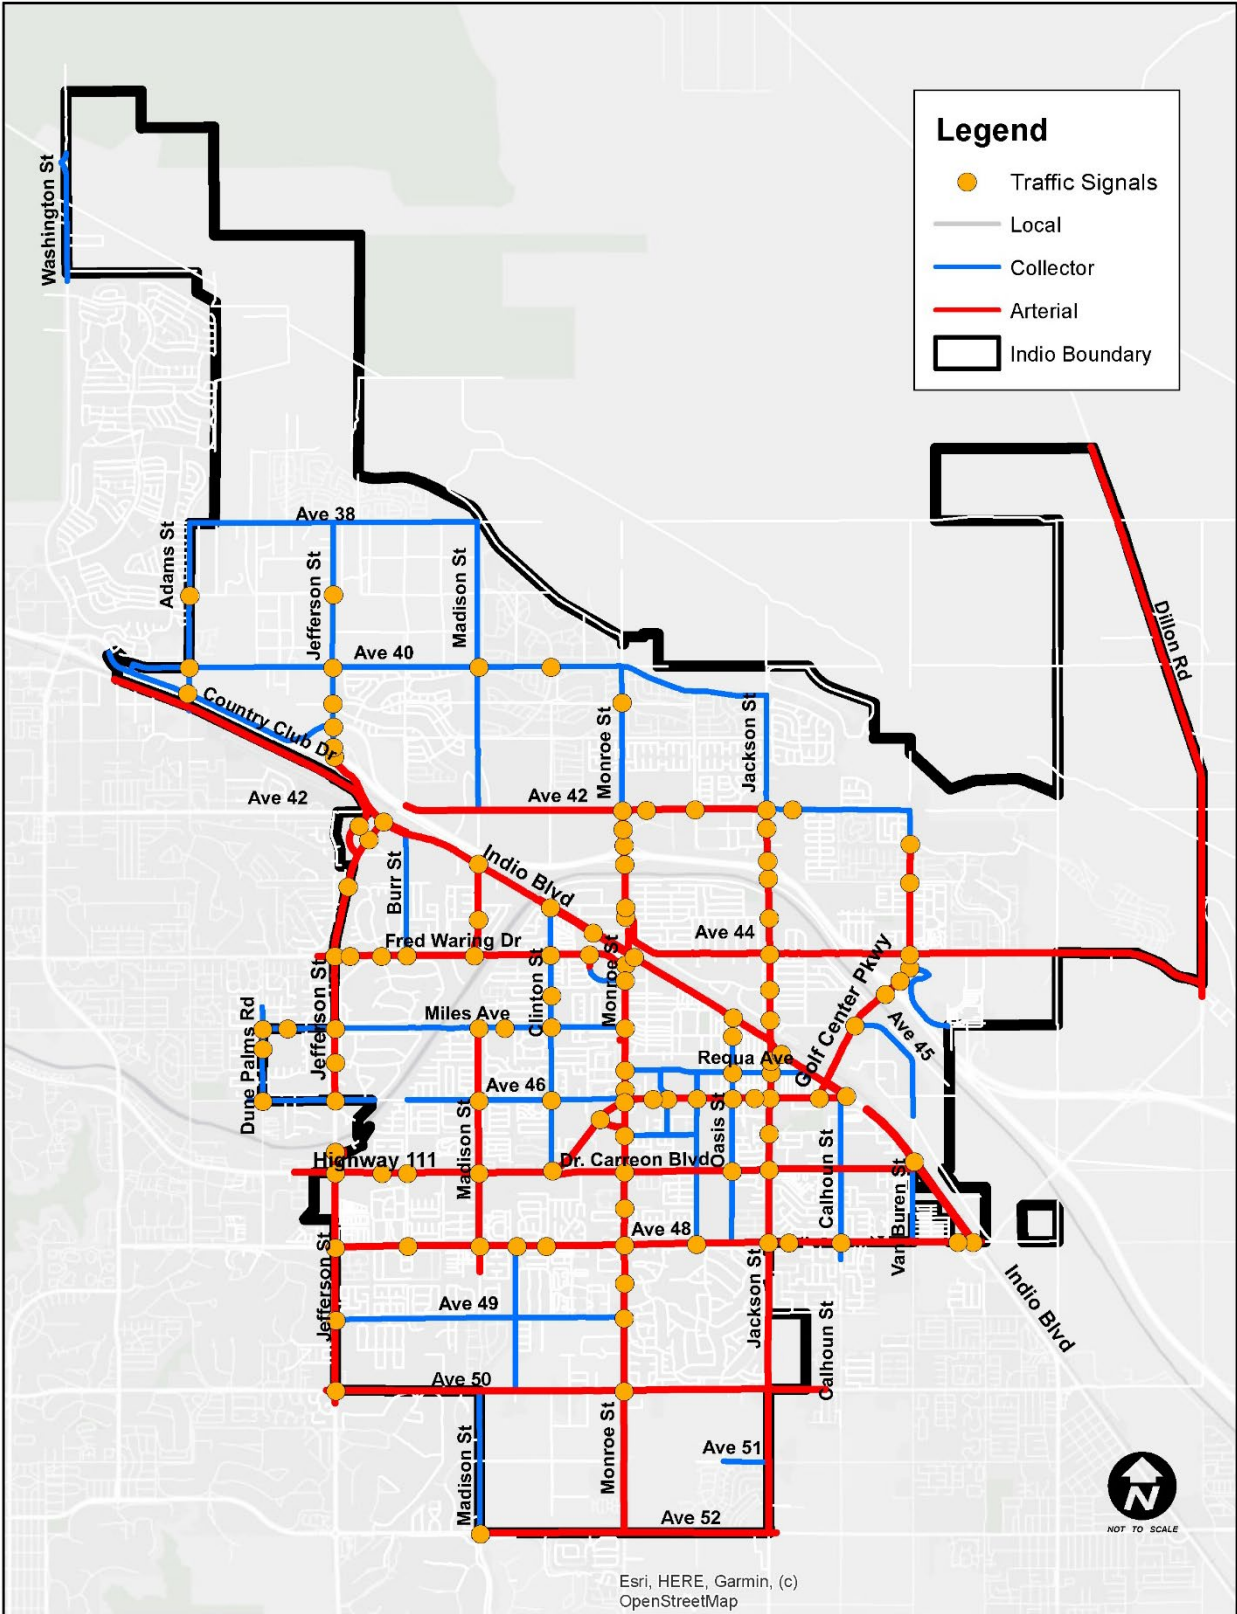 Legend
Traffic Signals
Local
Collector
Arterial
Indio Boundary
Washington St
Ave 38
Adams St
Jefferson St
Madison St
Ave 40
Dillon Rd
Country Club Dr
Monroe St
Jackson St
Ave 42
Ave 42
Indio Blvd
Burr St
Fred Waring Dr
Ave 44
Clinton St
Monroe St
Golf Center Pkwy
Jefferson St
Dune Palms Rd
Miles Ave
Ave 45
Requa Ave
Ave 46
Madison St
Oasis St
Highway 111
Dr. Carreon Blvd
Calhoun St
Van Buren St
Ave 48
Jefferson St
Jackson St
Indio Blvd
Ave 49
Calhoun St
Ave 50
Monroe St
Madison St
Ave 51
Ave 52
N
NOT TO SCALE
Esri, HERE, Garmin, (c)
OpenStreetMap